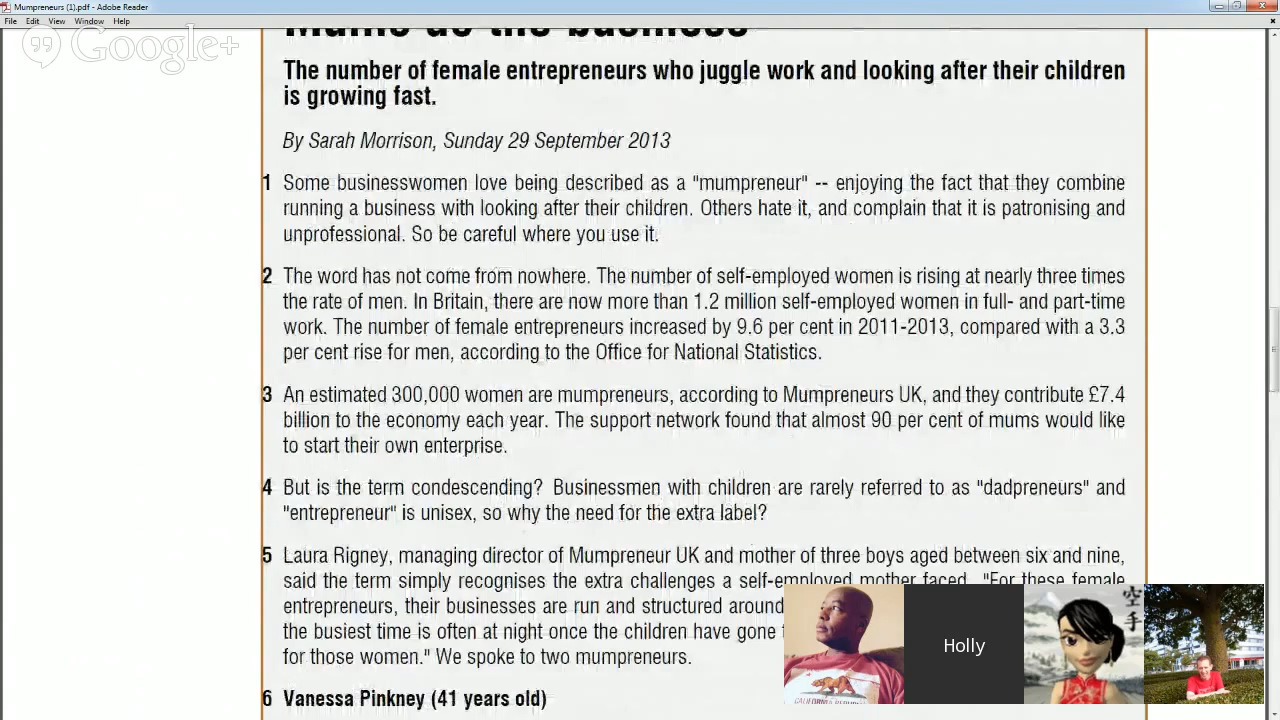 Mumpreneurs (1).pdf - Adobe Reader
File Edit View Window Help
Google+
Mums do the business
The number of female entrepreneurs who juggle work and looking after their children
is growing fast.
By Sarah Morrison, Sunday 29 September 2013
1 Some businesswomen love being described as a "mumpreneur" -- enjoying the fact that they combine
running a business with looking after their children. Others hate it, and complain that it is patronising and
unprofessional. So be careful where you use it.
2 The word has not come from nowhere. The number of self-employed women is rising at nearly three times
the rate of men. In Britain, there are now more than 1.2 million self-employed women in full- and part-time
work. The number of female entrepreneurs increased by 9.6 per cent in 2011-2013, compared with a 3.3
per cent rise for men, according to the Office for National Statistics.
3 An estimated 300,000 women are mumpreneurs, according to Mumpreneurs UK, and they contribute £7.4
billion to the economy each year. The support network found that almost 90 per cent of mums would like
to start their own enterprise.
4 But is the term condescending? Businessmen with children are rarely referred to as "dadpreneurs" and
"entrepreneur" is unisex, so why the need for the extra label?
5 Laura Rigney, managing director of Mumpreneur UK and mother of three boys aged between six and nine,
said the term simply recognises the extra challenges a self-employed mother faced. "For these female
entrepreneurs, their businesses are run and structured around
the busiest time is often at night once the children have gone
for those women." We spoke to two mumpreneurs.
6 Vanessa Pinkney (41 years old)
Holly
空手